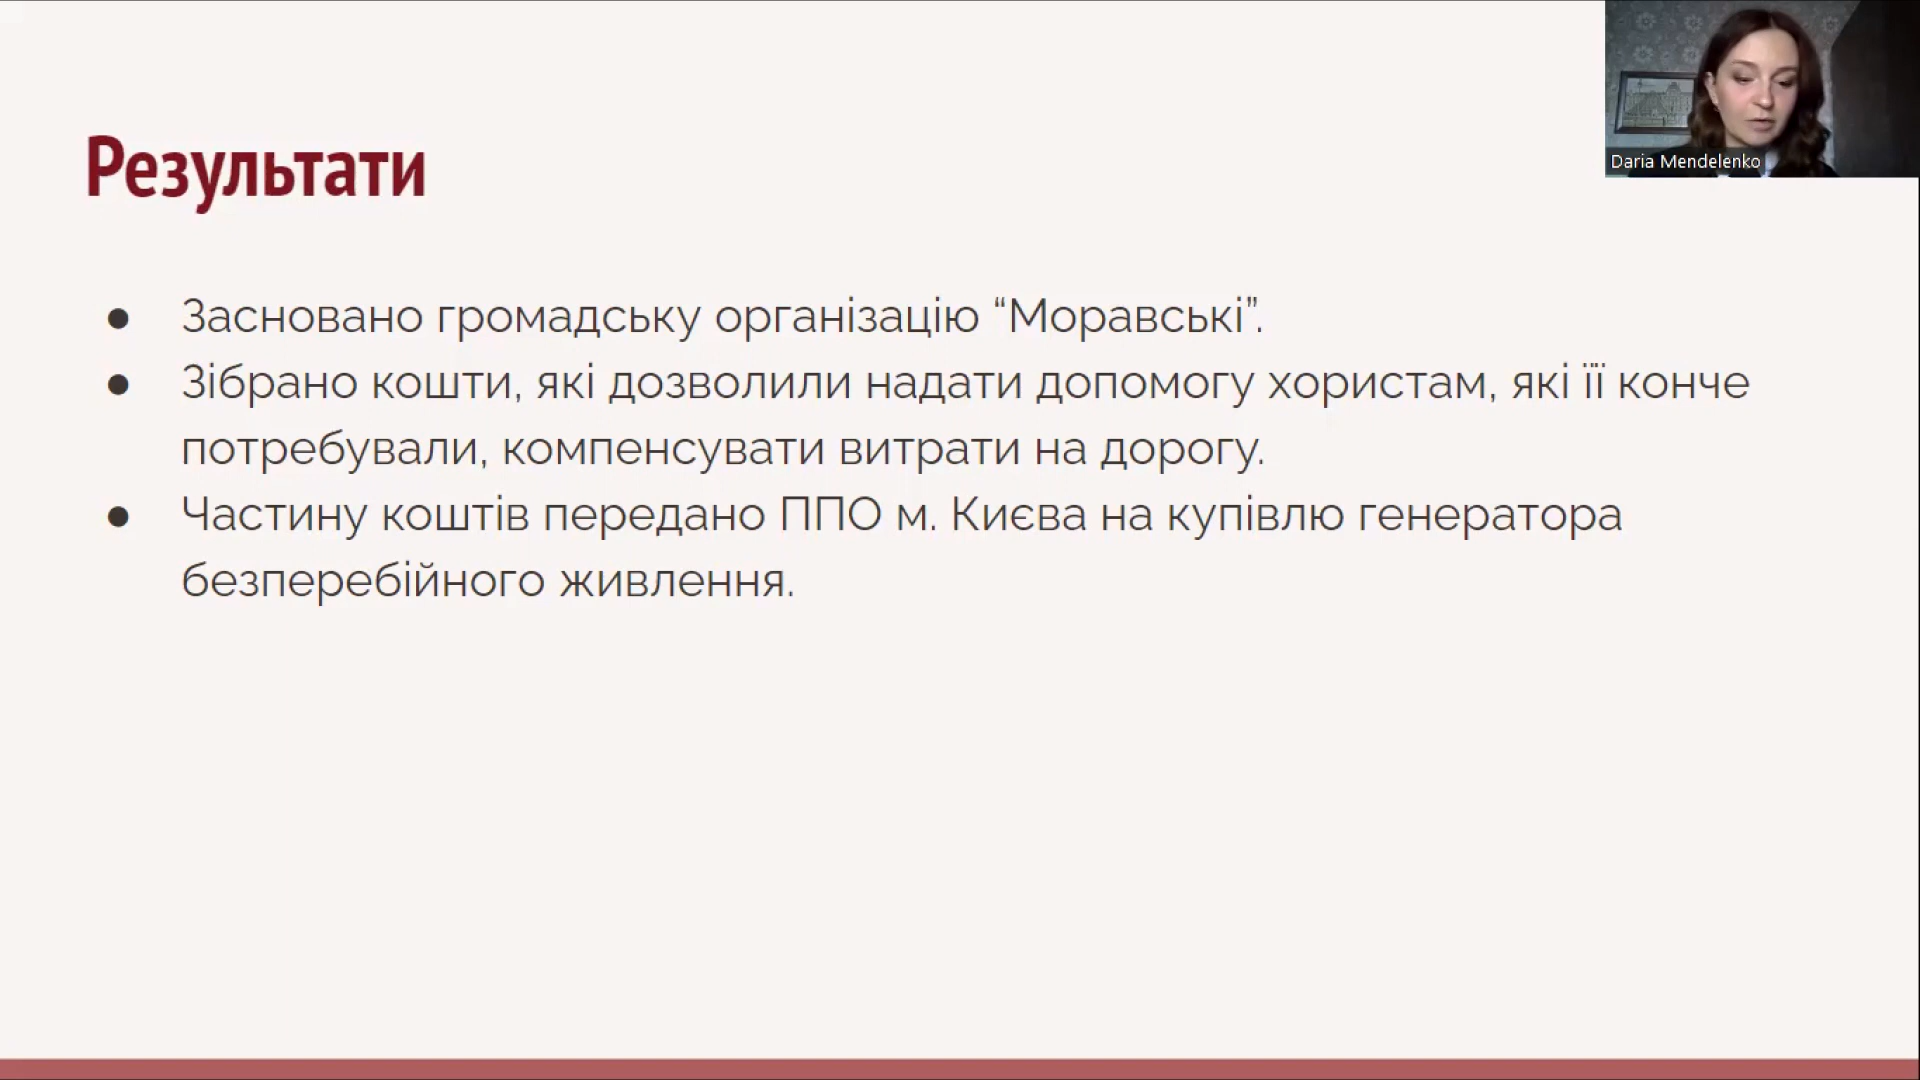 Daria Mendelenko
Результати
● Засновано громадську організацію “Моравські”.
● Зібрано кошти, які дозволили надати допомогу хористам, які її конче
потребували, компенсувати витрати на дорогу.
● Частину коштів передано ППО м. Києва на купівлю генератора
безперебійного живлення.